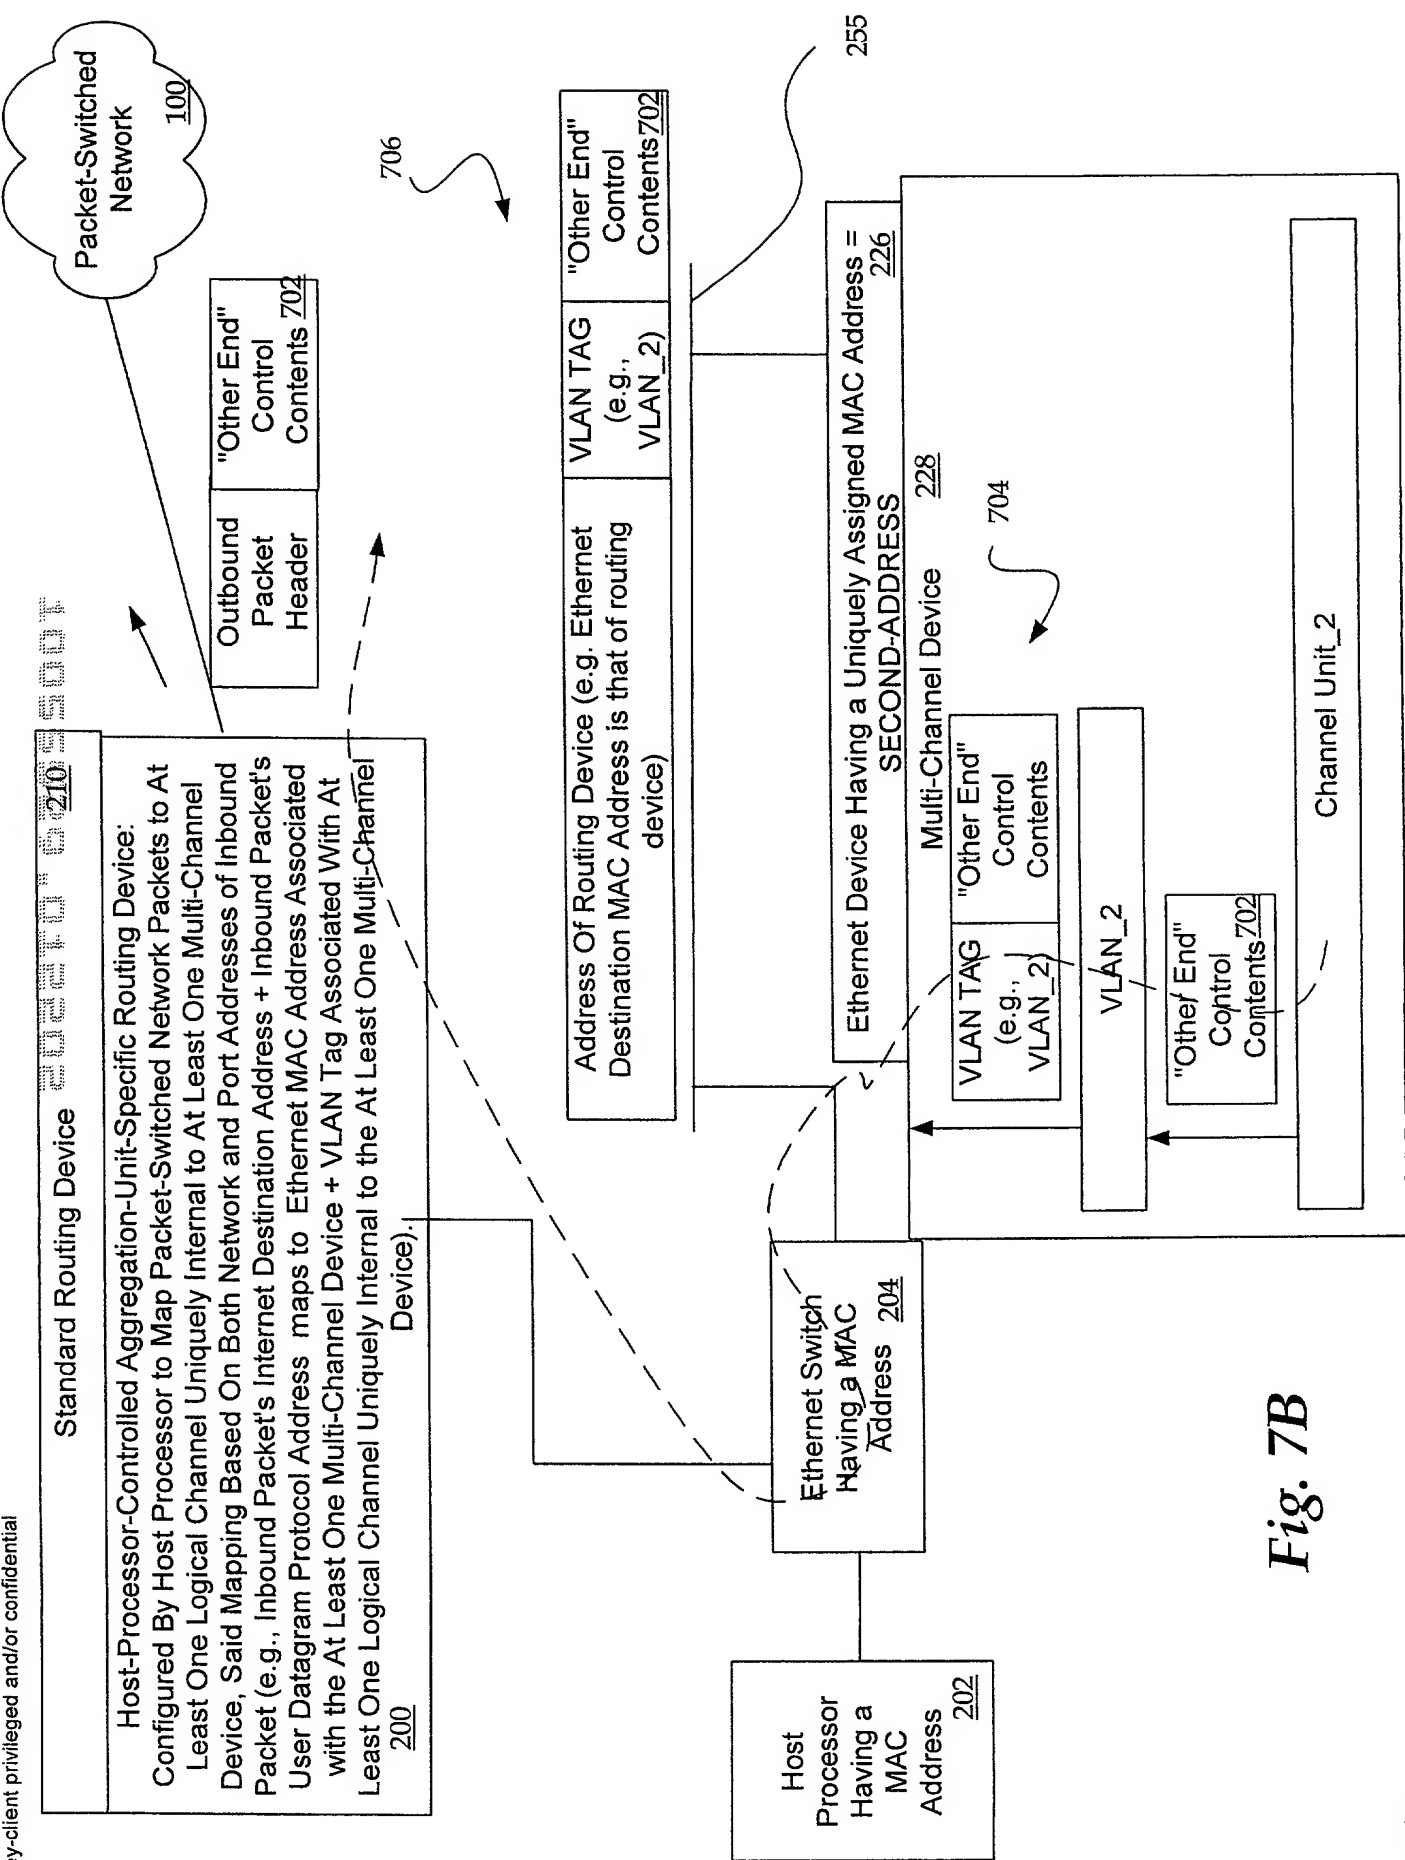 ey-client privileged and/or confidential
Standard Routing Device
210
Host-Processor-Controlled Aggregation-Unit-Specific Routing Device:
Configured By Host Processor to Map Packet-Switched Network Packets to At
Least One Logical Channel Uniquely Internal to At Least One Multi-Channel
Device, Said Mapping Based On Both Network and Port Addresses of Inbound
Packet (e.g., Inbound Packet's Internet Destination Address + Inbound Packet's
User Datagram Protocol Address maps to Ethernet MAC Address Associated
with the At Least One Multi-Channel Device + VLAN Tag Associated With At
Least One Logical Channel Uniquely Internal to the At Least One Multi-Channel
Device).
200
Packet-Switched
Network
100
Outbound
Packet
Header
"Other End"
Control
Contents 702
706
Address Of Routing Device (e.g. Ethernet
Destination MAC Address is that of routing
device)
VLAN TAG
(e.g.,
VLAN_2)
"Other End"
Control
Contents 702
255
Ethernet Device Having a Uniquely Assigned MAC Address =
SECOND-ADDRESS
226
Multi-Channel Device
228
704
VLAN TAG
(e.g.,
VLAN_2)
"Other End"
Control
Contents
VLAN_2
"Other End"
Control
Contents 702
Channel Unit_2
Ethernet Switch
Having a MAC
Address
204
Host
Processor
Having a
MAC
Address
202
Fig. 7B